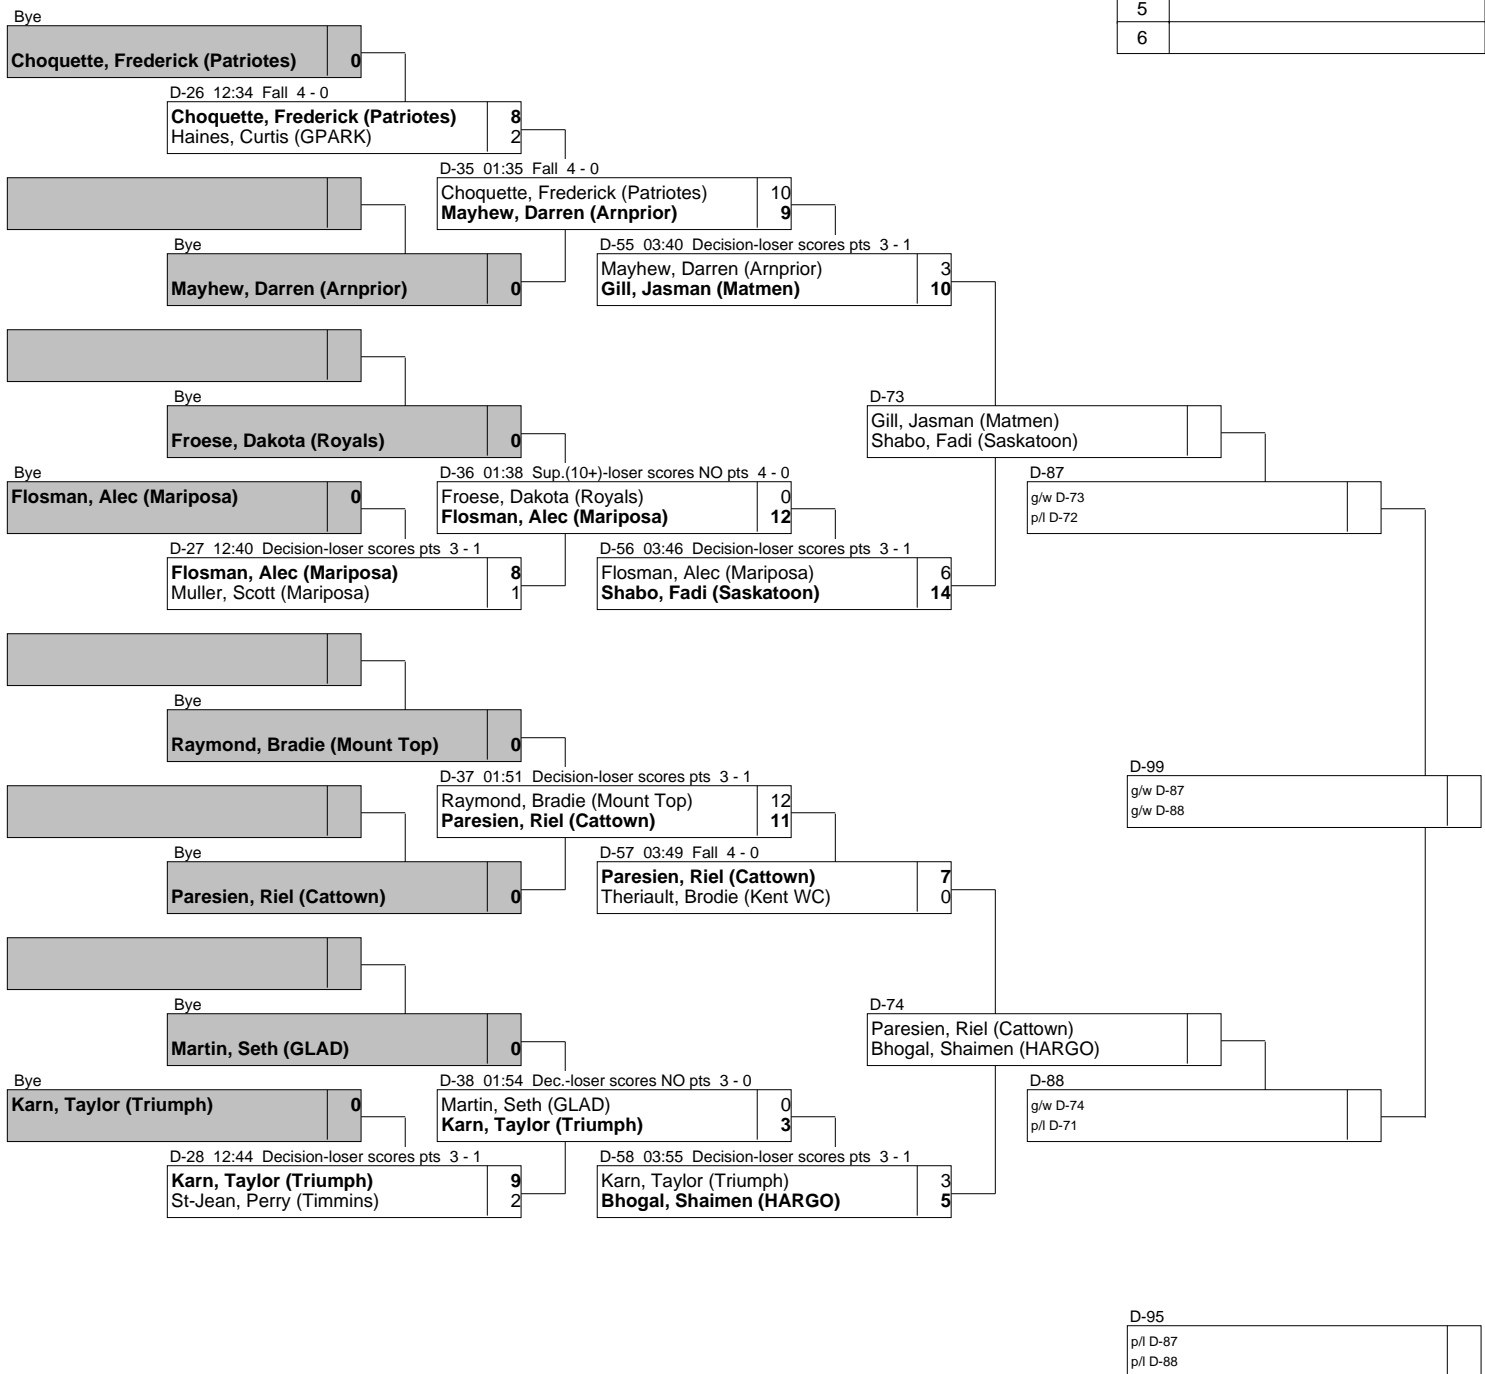 5
6
Bye
Choquette, Frederick (Patriotes) 0
D-26 12:34 Fall 4 - 0
Choquette, Frederick (Patriotes) 8
Haines, Curtis (GPARK) 2
D-35 01:35 Fall 4 - 0
Choquette, Frederick (Patriotes) 10
Mayhew, Darren (Arnprior) 9
Bye
Mayhew, Darren (Arnprior) 0
D-55 03:40 Decision-loser scores pts 3 - 1
Mayhew, Darren (Arnprior) 3
Gill, Jasman (Matmen) 10
Bye
Froese, Dakota (Royals) 0
D-73
Gill, Jasman (Matmen)
Shabo, Fadi (Saskatoon)
Bye
Flosman, Alec (Mariposa) 0
D-36 01:38 Sup.(10+)-loser scores NO pts 4 - 0
Froese, Dakota (Royals) 0
Flosman, Alec (Mariposa) 12
D-87
g/w D-73
p/l D-72
D-27 12:40 Decision-loser scores pts 3 - 1
Flosman, Alec (Mariposa) 8
Muller, Scott (Mariposa) 1
D-56 03:46 Decision-loser scores pts 3 - 1
Flosman, Alec (Mariposa) 6
Shabo, Fadi (Saskatoon) 14
Bye
Raymond, Bradie (Mount Top) 0
D-37 01:51 Decision-loser scores pts 3 - 1
Raymond, Bradie (Mount Top) 12
Paresien, Riel (Cattown) 11
D-99
g/w D-87
g/w D-88
Bye
Paresien, Riel (Cattown) 0
D-57 03:49 Fall 4 - 0
Paresien, Riel (Cattown) 7
Theriault, Brodie (Kent WC) 0
Bye
Martin, Seth (GLAD) 0
D-74
Paresien, Riel (Cattown)
Bhogal, Shaimen (HARGO)
Bye
Karn, Taylor (Triumph) 0
D-38 01:54 Dec.-loser scores NO pts 3 - 0
Martin, Seth (GLAD) 0
Karn, Taylor (Triumph) 3
D-88
g/w D-74
p/l D-71
D-28 12:44 Decision-loser scores pts 3 - 1
Karn, Taylor (Triumph) 9
St-Jean, Perry (Timmins) 2
D-58 03:55 Decision-loser scores pts 3 - 1
Karn, Taylor (Triumph) 3
Bhogal, Shaimen (HARGO) 5
D-95
p/l D-87
p/l D-88